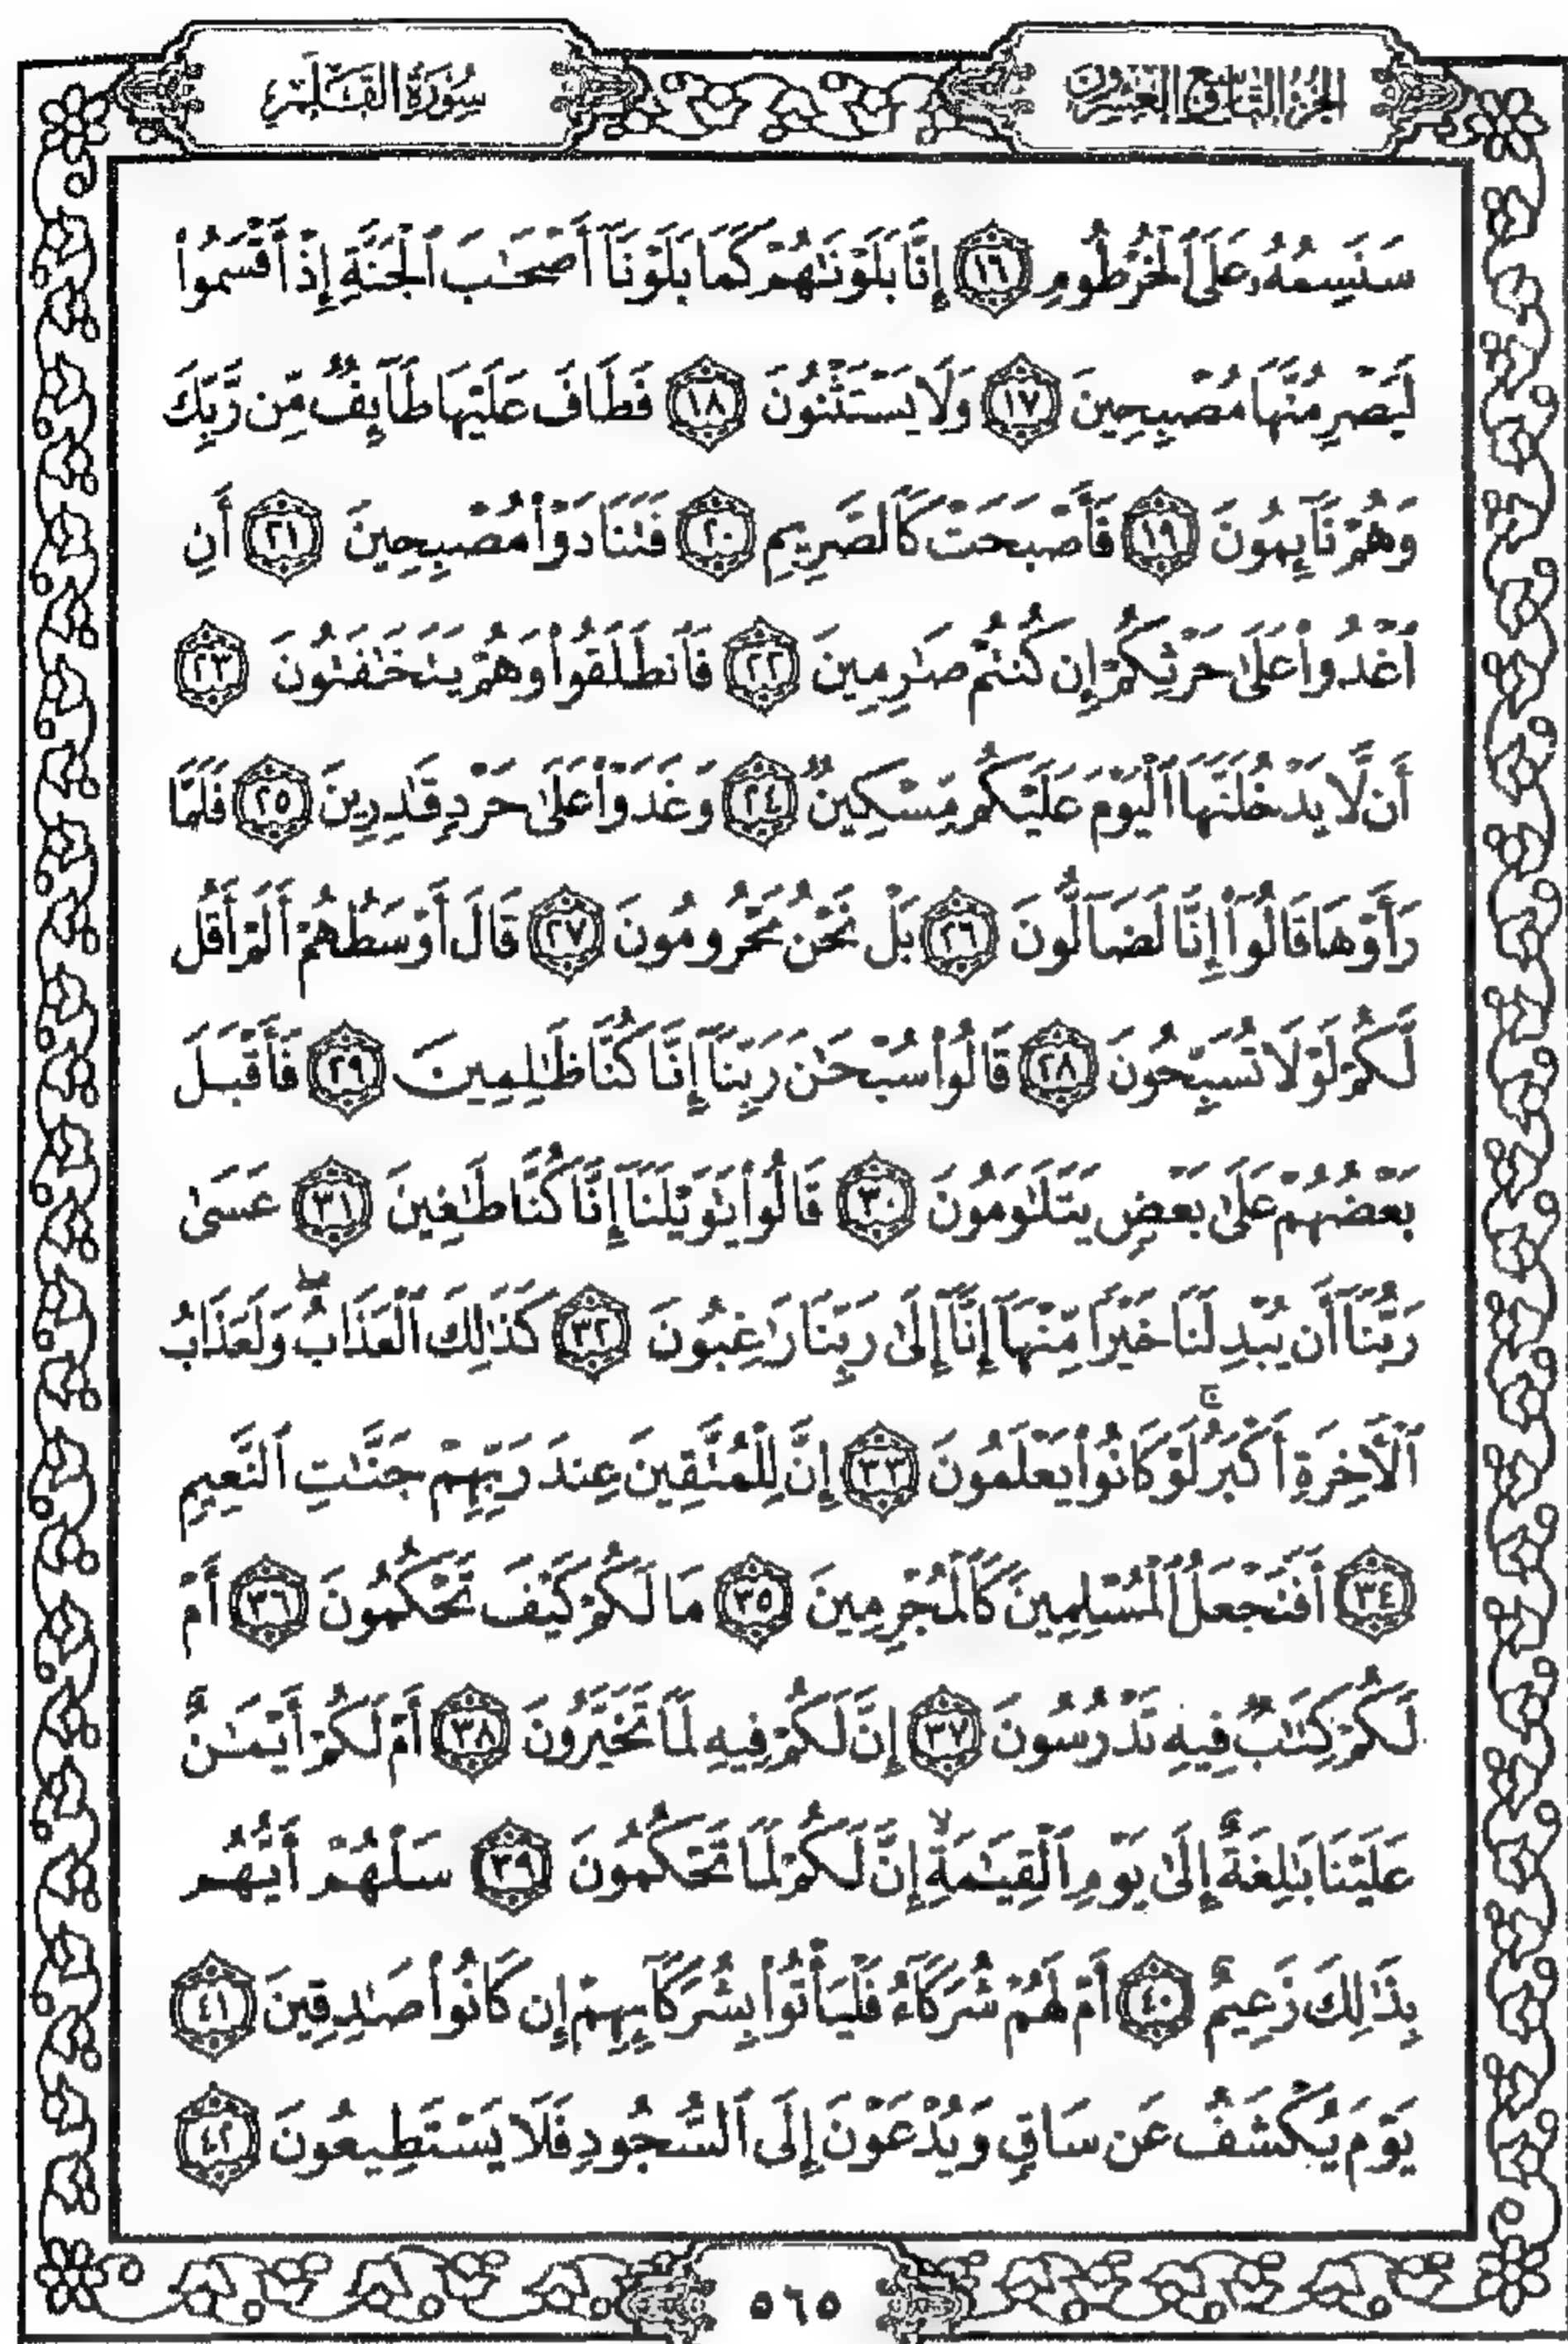 الجزء التاسع والعشرون
سورة القلم
سَنَسِمُهُۥ عَلَى ٱلْخُرْطُومِ ١٦ إِنَّا بَلَوْنَٰهُمْ كَمَا بَلَوْنَآ أَصْحَٰبَ ٱلْجَنَّةِ إِذْ أَقْسَمُوا۟
لَيَصْرِمُنَّهَا مُصْبِحِينَ ١٧ وَلَا يَسْتَثْنُونَ ١٨ فَطَافَ عَلَيْهَا طَآئِفٌ مِّن رَّبِّكَ
وَهُمْ نَآئِمُونَ ١٩ فَأَصْبَحَتْ كَٱلصَّرِيمِ ٢٠ فَتَنَادَوْا۟ مُصْبِحِينَ ٢١ أَنِ
ٱغْدُوا۟ عَلَىٰ حَرْثِكُمْ إِن كُنتُمْ صَٰرِمِينَ ٢٢ فَٱنطَلَقُوا۟ وَهُمْ يَتَخَٰفَتُونَ ٢٣
أَن لَّا يَدْخُلَنَّهَا ٱلْيَوْمَ عَلَيْكُم مِّسْكِينٌ ٢٤ وَغَدَوْا۟ عَلَىٰ حَرْدٍ قَٰدِرِينَ ٢٥ فَلَمَّا
رَأَوْهَا قَالُوٓا۟ إِنَّا لَضَآلُّونَ ٢٦ بَلْ نَحْنُ مَحْرُومُونَ ٢٧ قَالَ أَوْسَطُهُمْ أَلَمْ أَقُل
لَّكُمْ لَوْلَا تُسَبِّحُونَ ٢٨ قَالُوا۟ سُبْحَٰنَ رَبِّنَآ إِنَّا كُنَّا ظَٰلِمِينَ ٢٩ فَأَقْبَلَ
بَعْضُهُمْ عَلَىٰ بَعْضٍ يَتَلَٰوَمُونَ ٣٠ قَالُوا۟ يَٰوَيْلَنَآ إِنَّا كُنَّا طَٰغِينَ ٣١ عَسَىٰ
رَبُّنَآ أَن يُبْدِلَنَا خَيْرًا مِّنْهَآ إِنَّآ إِلَىٰ رَبِّنَا رَٰغِبُونَ ٣٢ كَذَٰلِكَ ٱلْعَذَابُ ۖ وَلَعَذَابُ
ٱلْءَاخِرَةِ أَكْبَرُ ۚ لَوْ كَانُوا۟ يَعْلَمُونَ ٣٣ إِنَّ لِلْمُتَّقِينَ عِندَ رَبِّهِمْ جَنَّٰتِ ٱلنَّعِيمِ
٣٤ أَفَنَجْعَلُ ٱلْمُسْلِمِينَ كَٱلْمُجْرِمِينَ ٣٥ مَا لَكُمْ كَيْفَ تَحْكُمُونَ ٣٦ أَمْ
لَكُمْ كِتَٰبٌ فِيهِ تَدْرُسُونَ ٣٧ إِنَّ لَكُمْ فِيهِ لَمَا تَخَيَّرُونَ ٣٨ أَمْ لَكُمْ أَيْمَٰنٌ
عَلَيْنَا بَٰلِغَةٌ إِلَىٰ يَوْمِ ٱلْقِيَٰمَةِ ۙ إِنَّ لَكُمْ لَمَا تَحْكُمُونَ ٣٩ سَلْهُمْ أَيُّهُم
بِذَٰلِكَ زَعِيمٌ ٤٠ أَمْ لَهُمْ شُرَكَآءُ فَلْيَأْتُوا۟ بِشُرَكَآئِهِمْ إِن كَانُوا۟ صَٰدِقِينَ ٤١
يَوْمَ يُكْشَفُ عَن سَاقٍ وَيُدْعَوْنَ إِلَى ٱلسُّجُودِ فَلَا يَسْتَطِيعُونَ ٤٢
٥٦٥